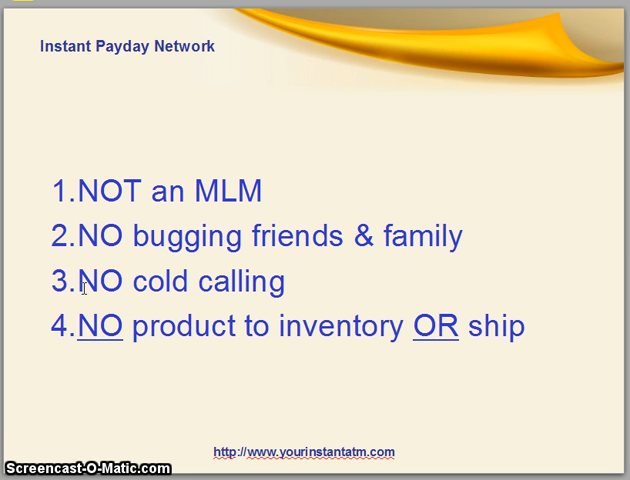 Instant Payday Network
1.NOT an MLM
2.NO bugging friends & family
3.NO cold calling
4.NO product to inventory OR ship
http://www.yourinstantatm.com
Screencast-O-Matic.com